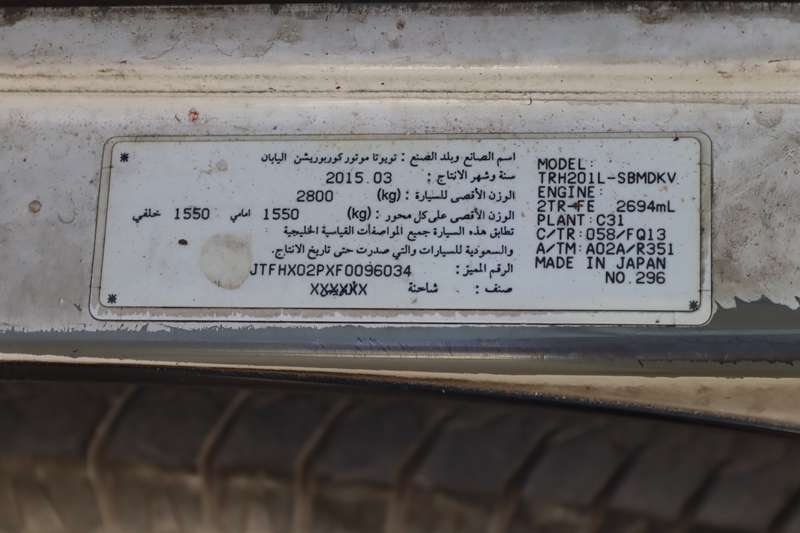 اسم الصانع وبلد الصنع : تويوتا موتور كوربوريشن اليابان
سنة وشهر الانتاج : 2015.03
الوزن الأقصى للسيارة (kg) 2800
الوزن الأقصى على كل محور : (kg) 1550 امامي 1550 خلفي
تطابق هذه السيارة جميع المواصفات القياسية الخليجية
والسعودية للسيارات والتي صدرت حتى تاريخ الانتاج.
الرقم المميز : JTFHX02PXF0096034
صنف : شاحنة XXXXXX
MODEL:
TRH201L-SBMDKV
ENGINE:
2TR-FE 2694mL
PLANT:C31
C/TR:058/FQ13
A/TM:A02A/R351
MADE IN JAPAN
NO.296